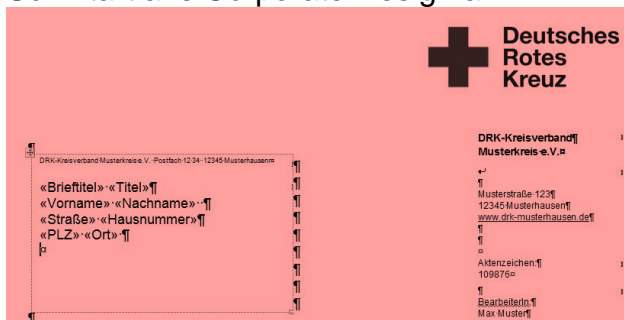 Deutsches
Rotes
Kreuz
DRK-Kreisverband¶
Musterkreis·e.V.¤
DRK-Kreisverband Musterkreis e.V.·Postfach·12·34··12345·Musterhausen¤
«Brieftitel»·«Titel»¶
«Vorname»·«Nachname»··¶
«Straße»·«Hausnummer»¶
«PLZ»·«Ort»·¶
¤
Musterstraße·123¶
12345·Musterhausen¶
www.drk-musterhausen.de¶
Aktenzeichen:¶
109876¤
BearbeiterIn:¶
Max·Muster¶